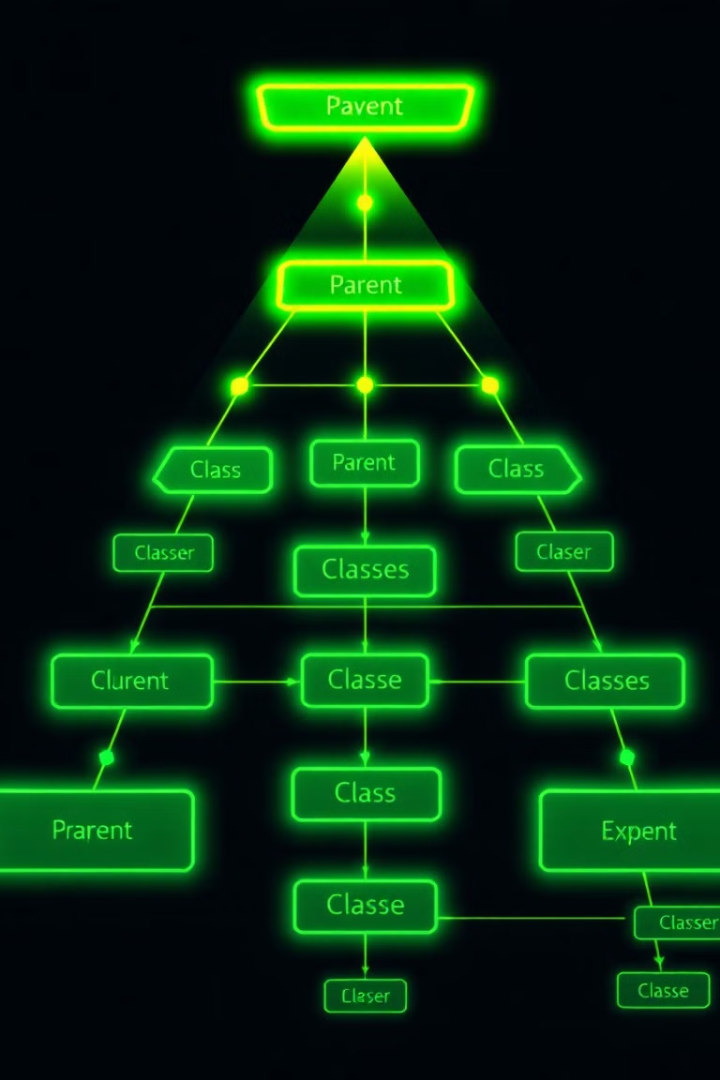 Pavent
Parent
Class
Parent
Class
Classer
Classes
Claser
Clurent
Classe
Classes
Prarent
Class
Expent
Classe
Classer
Claser
Classe